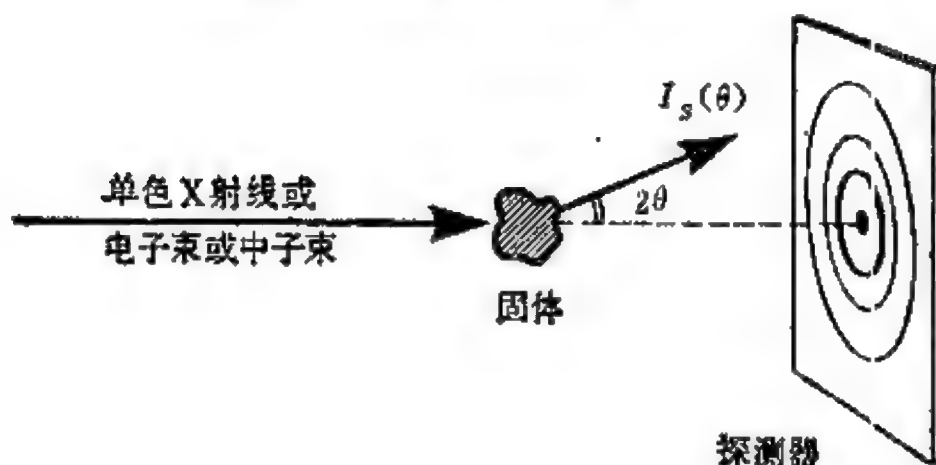 I_s(θ)
单色X射线或
2θ
电子束或中子束
固体
探测器